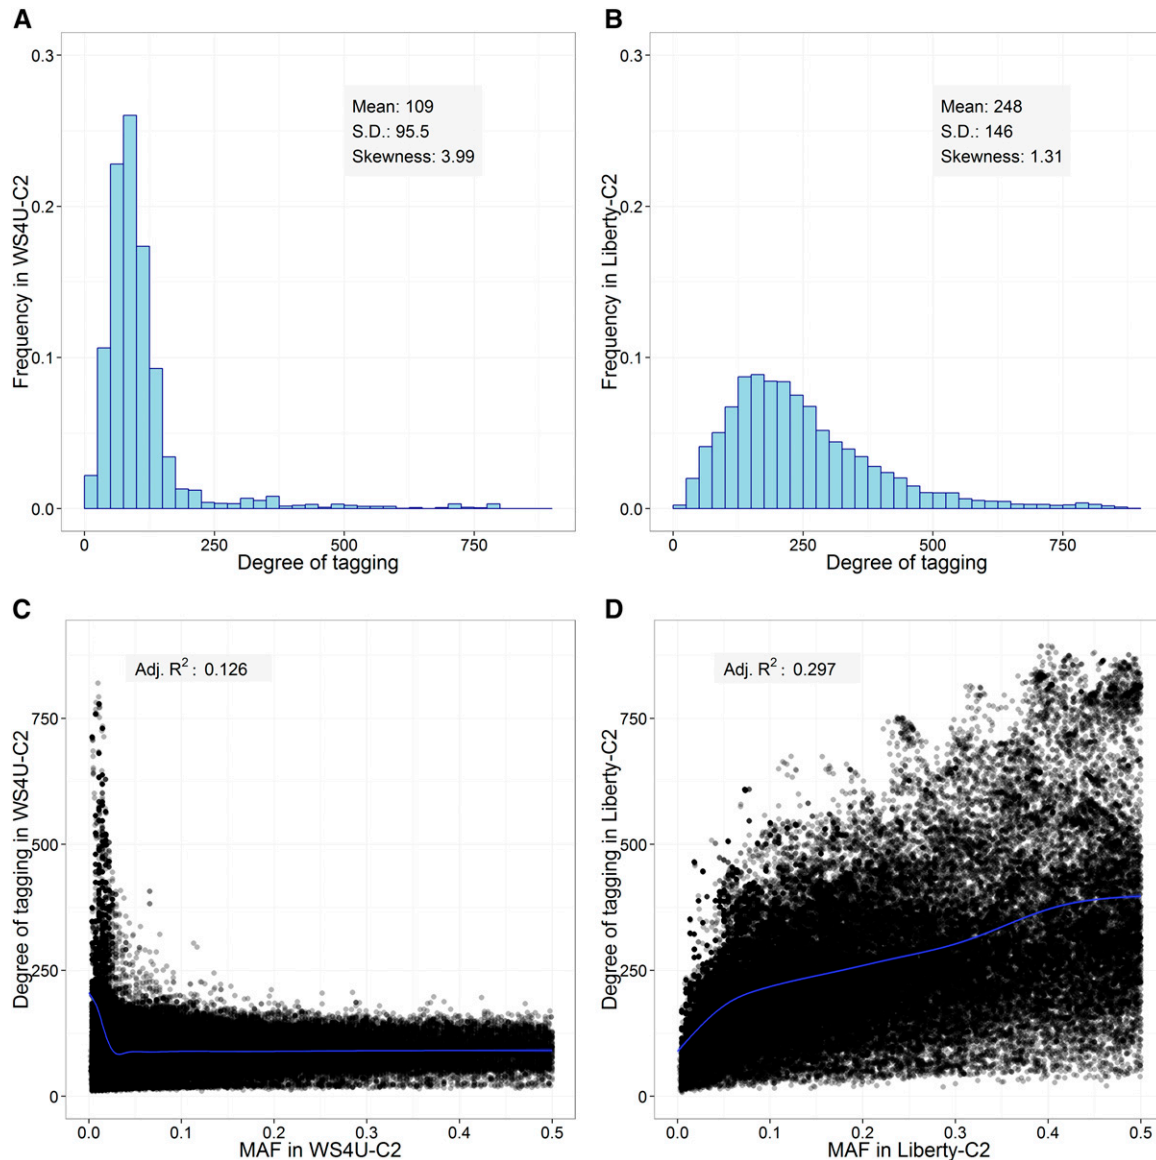 A
B
0.3
0.2
0.1
0.0
Frequency in WS4U-C2
Mean: 109
S.D.: 95.5
Skewness: 3.99
0 250 500 750
Degree of tagging
0.3
0.2
0.1
0.0
Frequency in Liberty-C2
Mean: 248
S.D.: 146
Skewness: 1.31
0 250 500 750
Degree of tagging
C
D
750
500
250
0
Degree of tagging in WS4U-C2
Adj. R² : 0.126
0.0 0.1 0.2 0.3 0.4 0.5
MAF in WS4U-C2
750
500
250
0
Degree of tagging in Liberty-C2
Adj. R² : 0.297
0.0 0.1 0.2 0.3 0.4 0.5
MAF in Liberty-C2